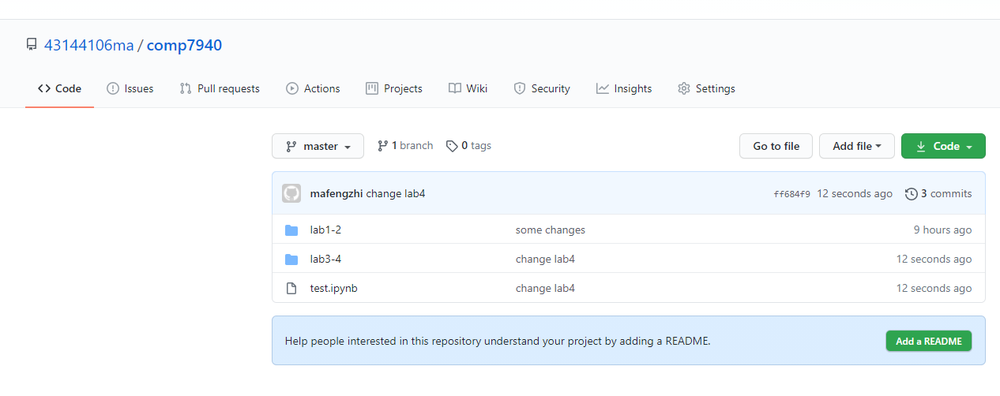 43144106ma / comp7940
Code Issues Pull requests Actions Projects Wiki Security Insights Settings
master 1 branch 0 tags Go to file Add file Code
mafengzhi change lab4 ff684f9 12 seconds ago 3 commits
lab1-2 some changes 9 hours ago
lab3-4 change lab4 12 seconds ago
test.ipynb change lab4 12 seconds ago
Help people interested in this repository understand your project by adding a README. Add a README